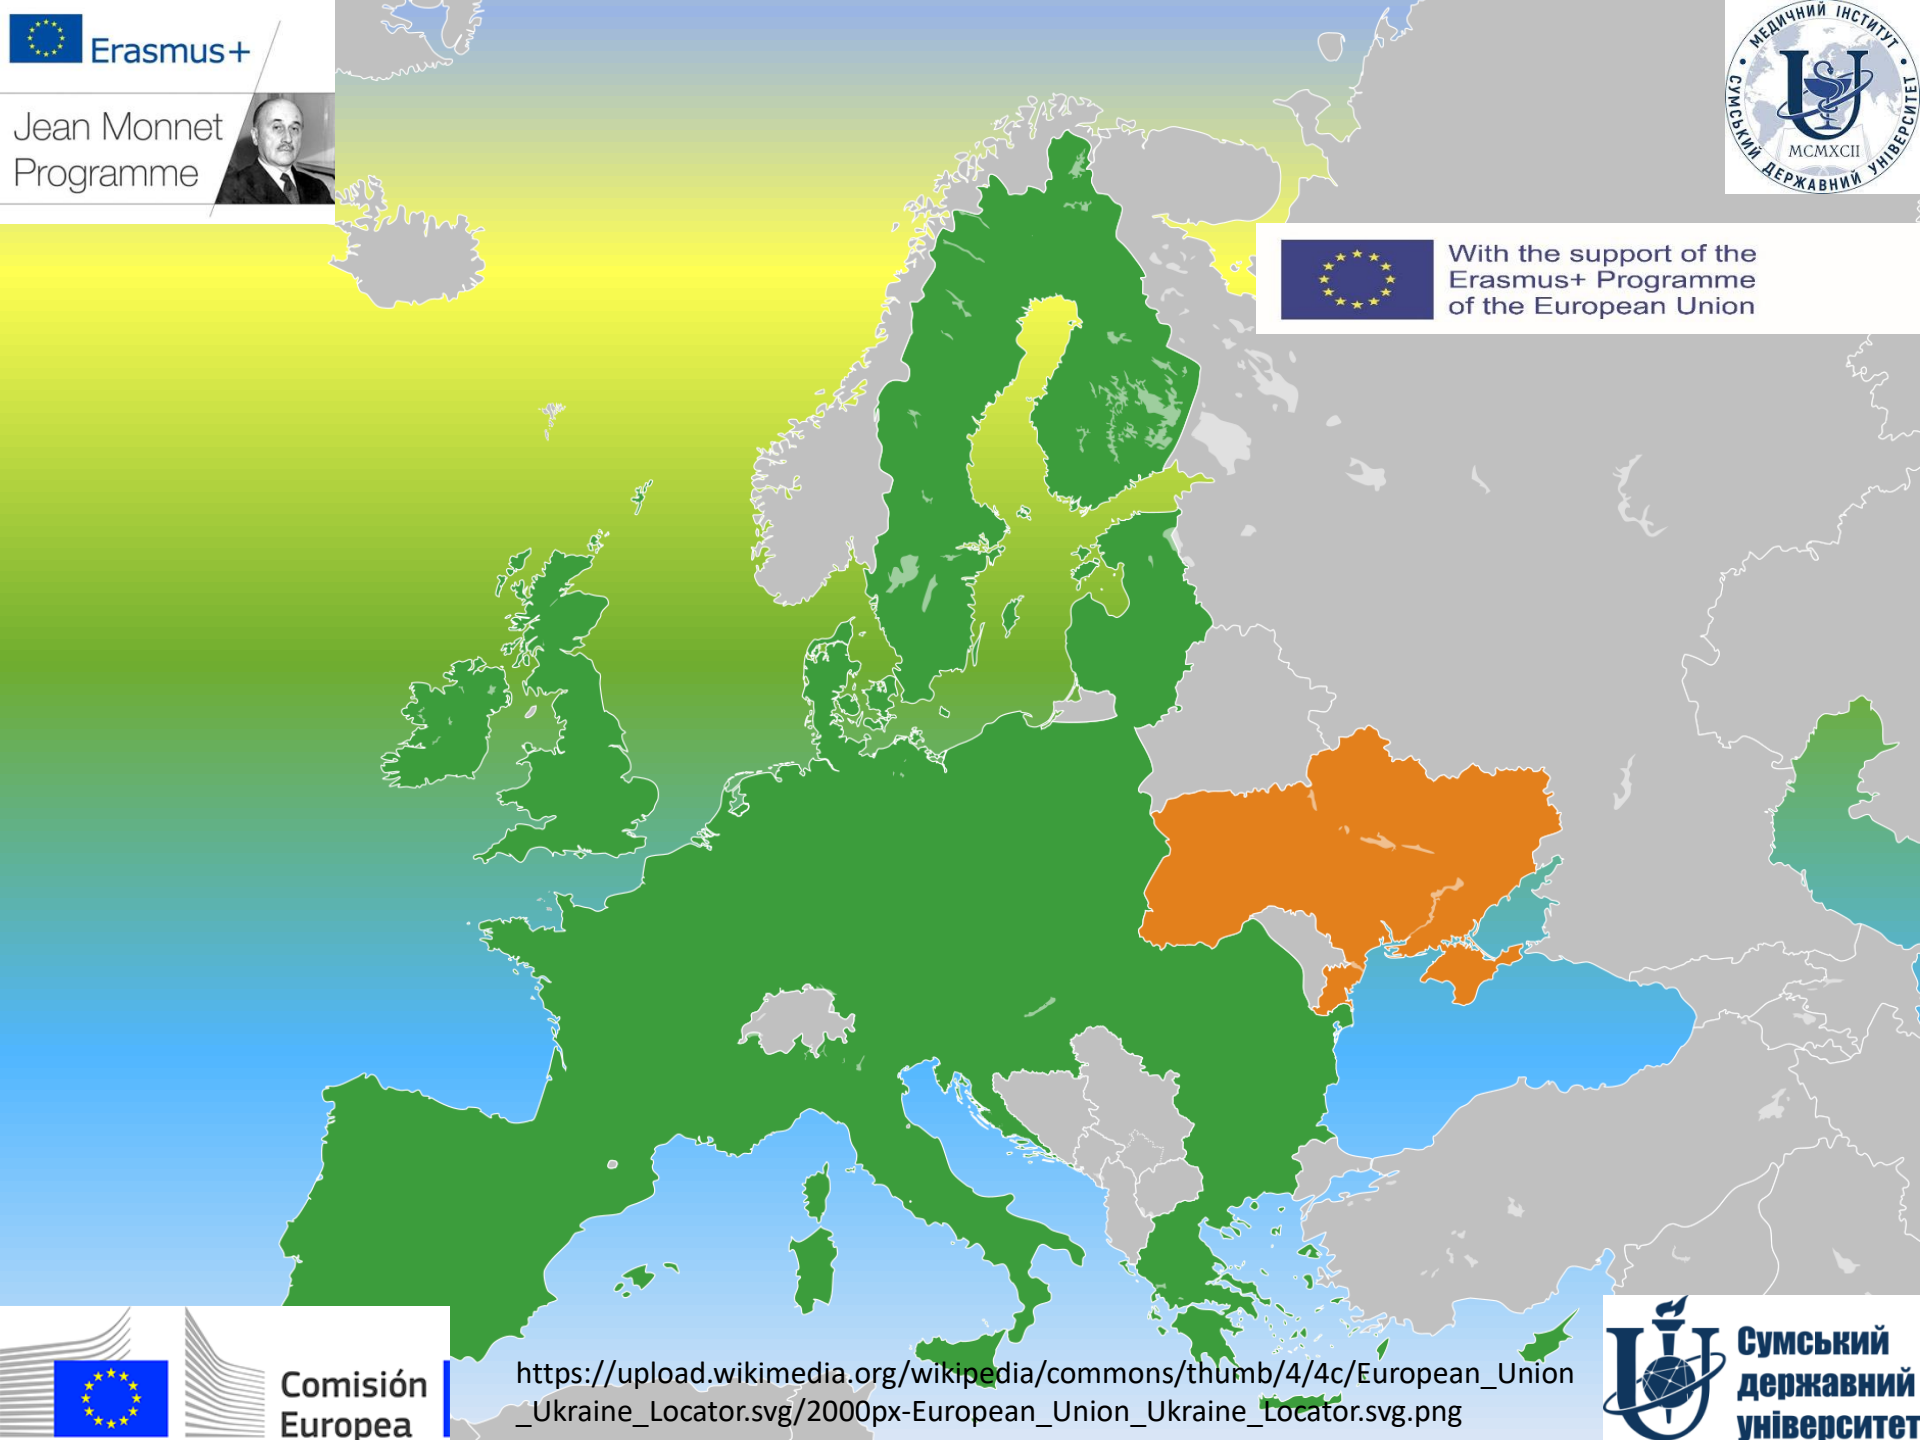 Erasmus+
Jean Monnet
Programme
МЕДИЧНИЙ ІНСТИТУТ
СУМСЬКИЙ ДЕРЖАВНИЙ УНІВЕРСИТЕТ
MCMXCII
With the support of the
Erasmus+ Programme
of the European Union
Comisión
Europea
https://upload.wikimedia.org/wikipedia/commons/thumb/4/4c/European_Union
_Ukraine_Locator.svg/2000px-European_Union_Ukraine_Locator.svg.png
Сумський
державний
університет